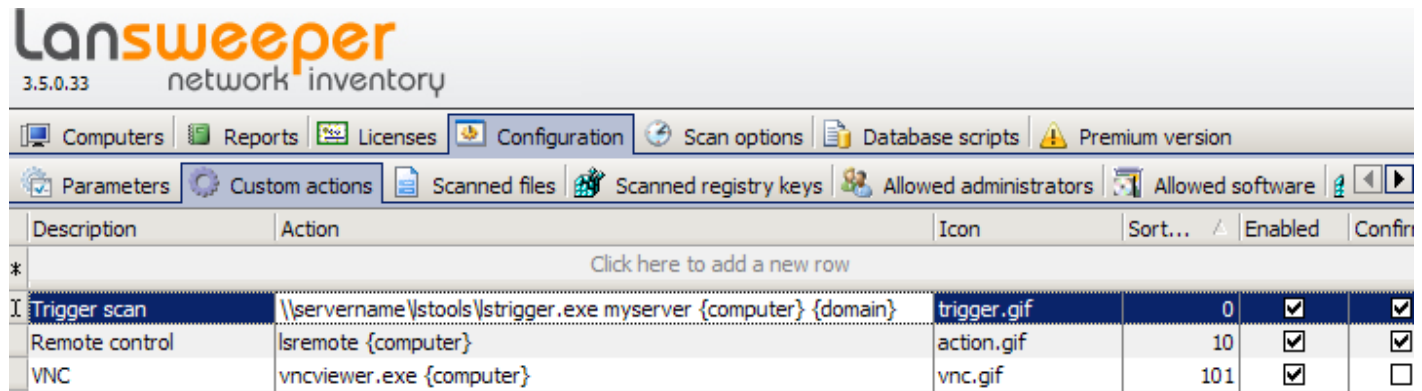 Lansweeper
3.5.0.33 network inventory
Computers Reports Licenses Configuration Scan options Database scripts Premium version
Parameters Custom actions Scanned files Scanned registry keys Allowed administrators Allowed software
Description Action Icon Sort... Enabled Confirm
* Click here to add a new row
Trigger scan \\servername\lstools\lstrigger.exe myserver {computer} {domain} trigger.gif 0
Remote control lsremote {computer} action.gif 10
VNC vncviewer.exe {computer} vnc.gif 101